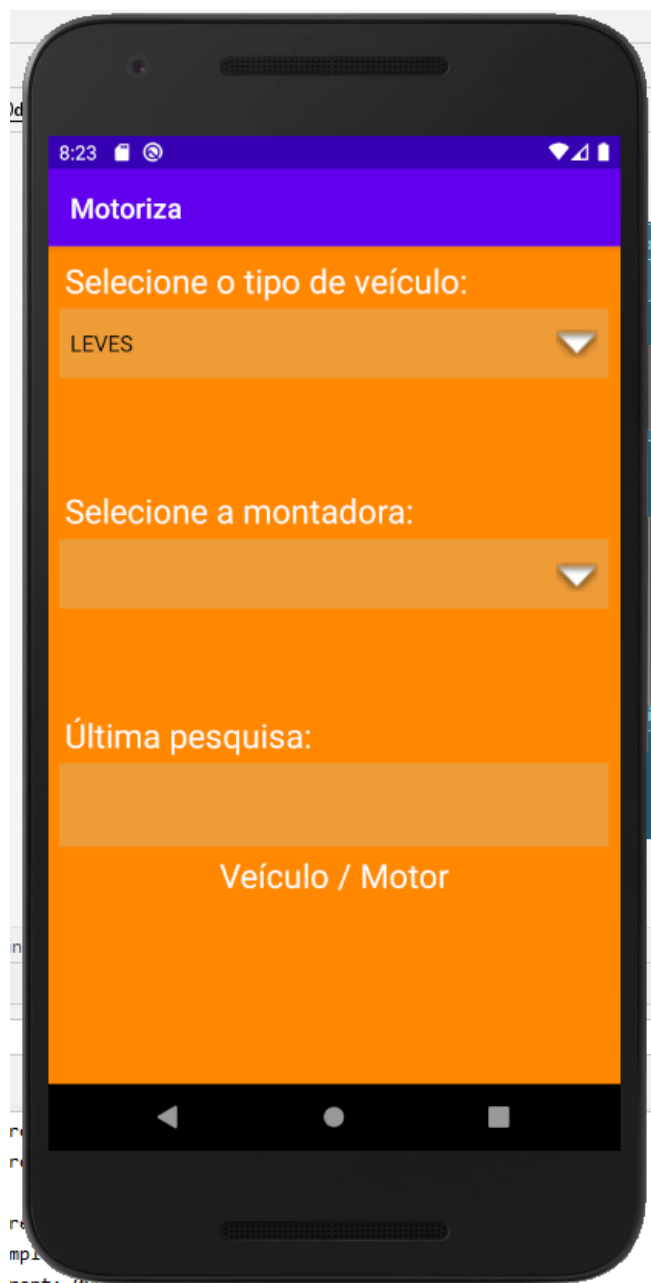 8:23
Motoriza
Selecione o tipo de veículo:
LEVES
Selecione a montadora:
Última pesquisa:
Veículo / Motor